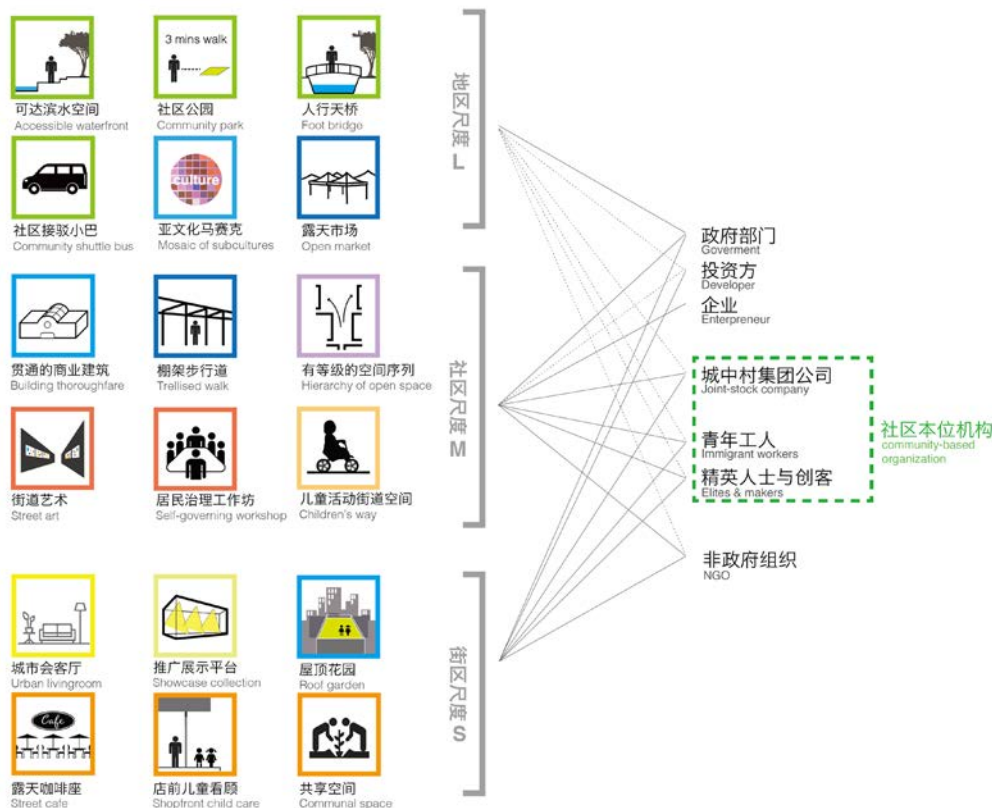 3 mins walk
可达滨水空间
Accessible waterfront
社区公园
Community park
人行天桥
Foot bridge
culture
社区接驳小巴
Community shuttle bus
亚文化马赛克
Mosaic of subcultures
露天市场
Open market
地区尺度 L
贯通的商业建筑
Building thoroughfare
棚架步行道
Trellised walk
有等级的空间序列
Hierarchy of open space
街道艺术
Street art
居民治理工作坊
Self-governing workshop
儿童活动街道空间
Children's way
社区尺度 M
城市会客厅
Urban livingroom
推广展示平台
Showcase collection
屋顶花园
Roof garden
Cafe
露天咖啡座
Street cafe
店前儿童看顾
Shopfront child care
共享空间
Communal space
街区尺度 S
政府部门
Goverment
投资方
Developer
企业
Enterpreneur
城中村集团公司
Joint-stock company
青年工人
Immigrant workers
精英人士与创客
Elites & makers
社区本位机构
community-based
organization
非政府组织
NGO